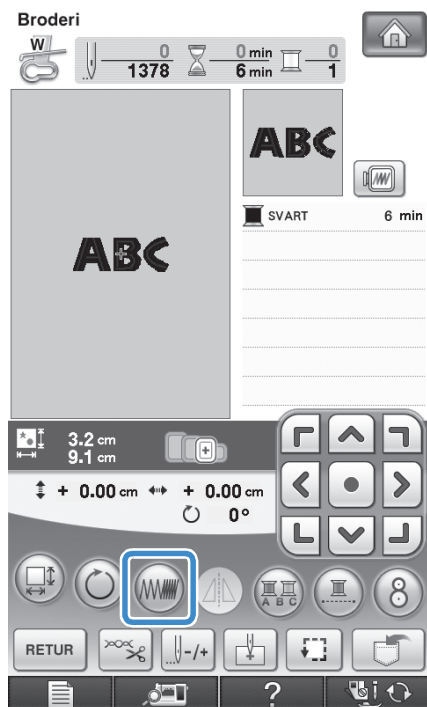 Broderi
W
0
1378
0 min
6 min
0
1
ABC
ABC
SVART 6 min
3.2 cm
9.1 cm
+ 0.00 cm + 0.00 cm
0°
A B C
8
RETUR
-/+
?